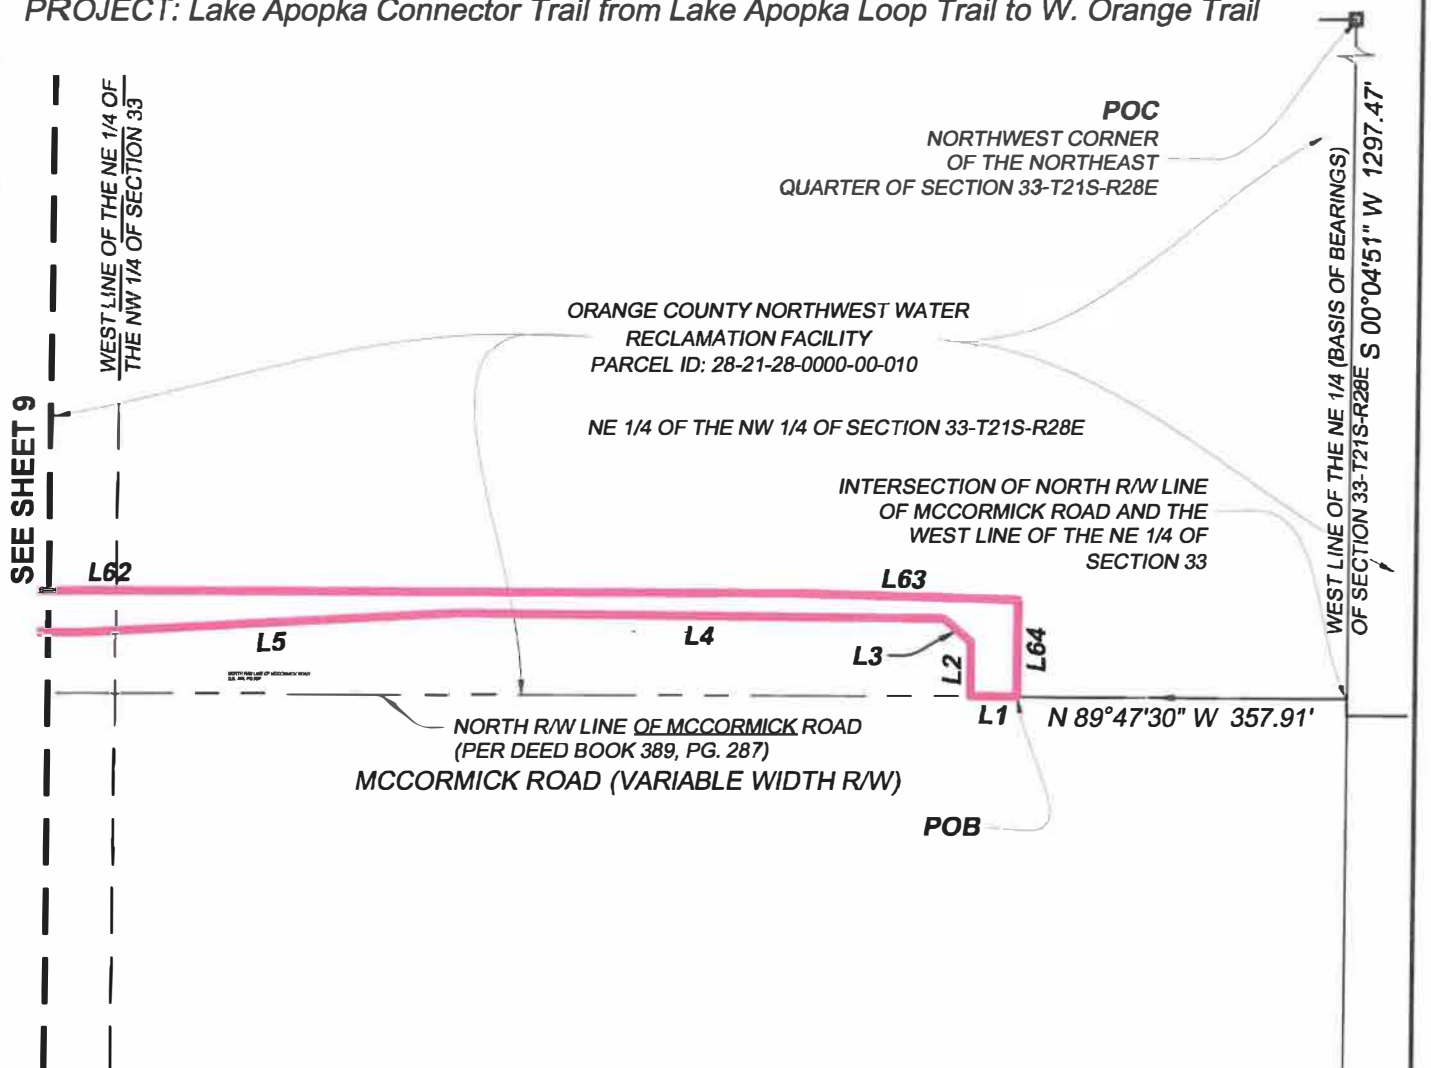 PROJECT: Lake Apopka Connector Trail from Lake Apopka Loop Trail to W. Orange Trail
WEST LINE OF THE NE 1/4 OF
THE NW 1/4 OF SECTION 33
POC
NORTHWEST CORNER
OF THE NORTHEAST
QUARTER OF SECTION 33-T21S-R28E
WEST LINE OF THE NE 1/4 (BASIS OF BEARINGS)
OF SECTION 33-T21S-R28E
S 00°04'51" W 1297.47'
ORANGE COUNTY NORTHWEST WATER
RECLAMATION FACILITY
PARCEL ID: 28-21-28-0000-00-010
SEE SHEET 9
NE 1/4 OF THE NW 1/4 OF SECTION 33-T21S-R28E
INTERSECTION OF NORTH R/W LINE
OF MCCORMICK ROAD AND THE
WEST LINE OF THE NE 1/4 OF
SECTION 33
L62
L63
L5
L4
L3
L2
L64
NORTH R/W LINE OF MCCORMICK ROAD
L1
N 89°47'30" W 357.91'
NORTH R/W LINE OF MCCORMICK ROAD
(PER DEED BOOK 389, PG. 287)
MCCORMICK ROAD (VARIABLE WIDTH R/W)
POB